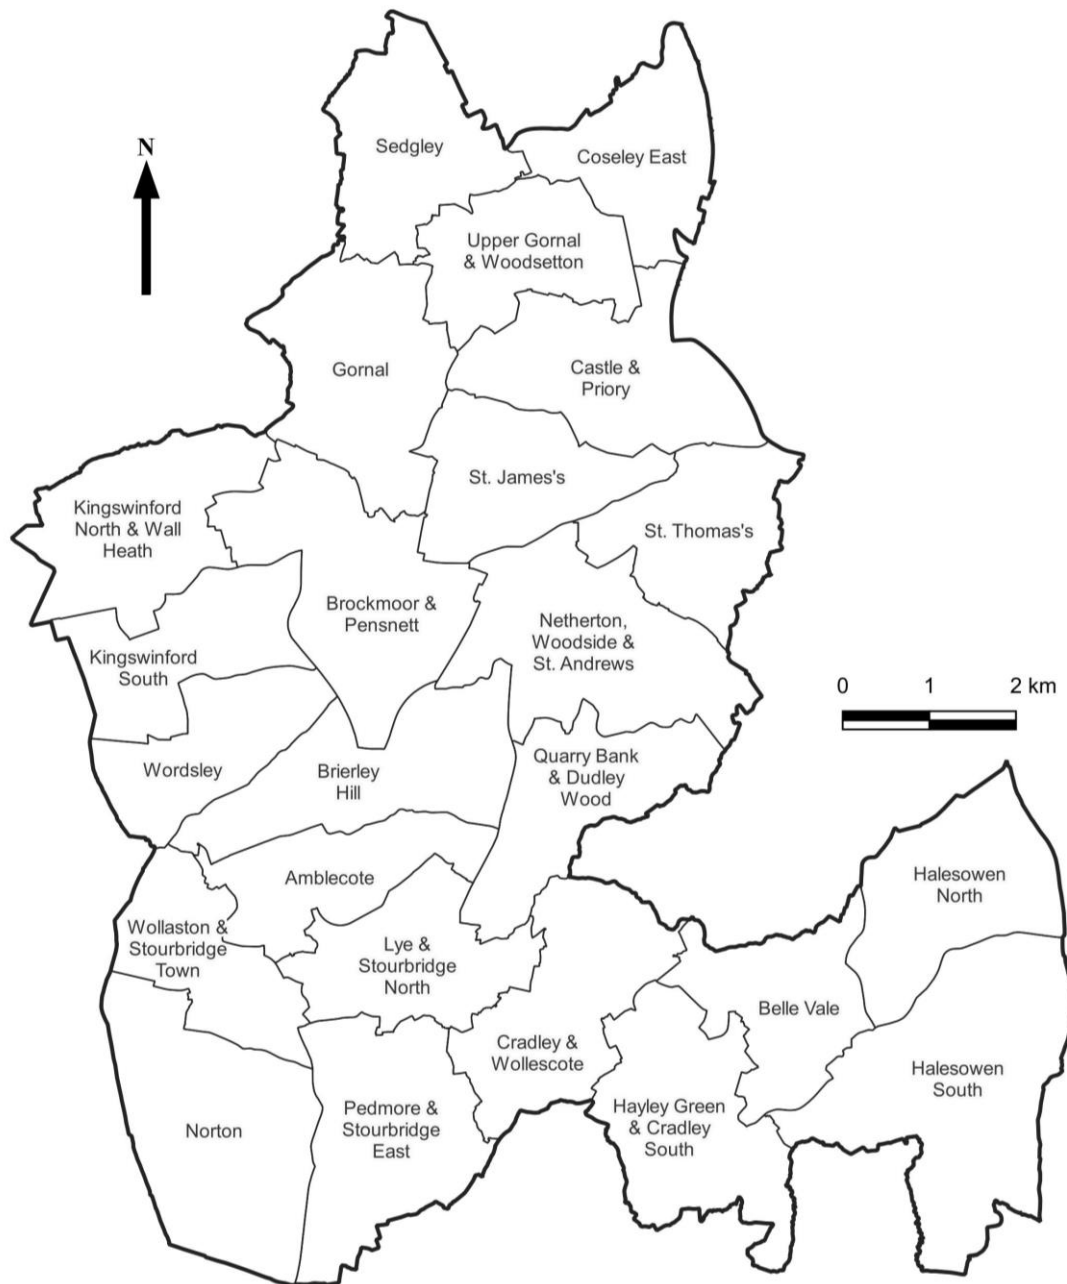 N
Sedgley
Coseley East
Upper Gornal
& Woodsetton
Gornal
Castle &
Priory
St. James's
Kingswinford
North & Wall
Heath
St. Thomas's
Brockmoor &
Pensnett
Netherton,
Woodside &
St. Andrews
Kingswinford
South
0 1 2 km
Wordsley
Brierley
Hill
Quarry Bank
& Dudley
Wood
Amblecote
Halesowen
North
Wollaston &
Stourbridge
Town
Lye &
Stourbridge
North
Belle Vale
Cradley &
Wollescote
Halesowen
South
Norton
Pedmore &
Stourbridge
East
Hayley Green
& Cradley
South